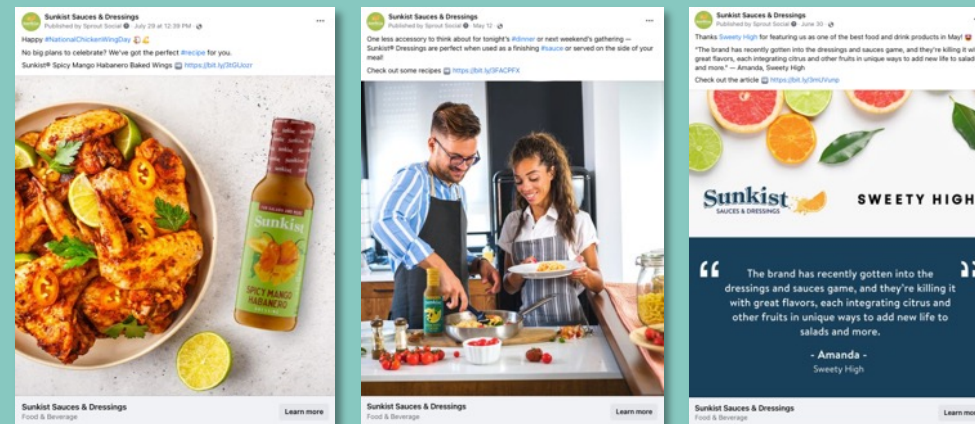 Sunkist Sauces & Dressings
Published by Sprout Social · July 29 at 12:39 PM ·
Happy #NationalChickenWingDay
No big plans to celebrate? We've got the perfect #recipe for you.
Sunkist® Spicy Mango Habanero Baked Wings https://bit.ly/3tGUozr
Sunkist
SPICY MANGO
HABANERO
Sunkist Sauces & Dressings
Food & Beverage
Learn more
Sunkist Sauces & Dressings
Published by Sprout Social · May 12 ·
One less accessory to think about for tonight's #dinner or next weekend's gathering —
Sunkist® Dressings are perfect when used as a finishing #sauce or served on the side of your
meal!
Check out some recipes https://bit.ly/3FACPFX
Sunkist Sauces & Dressings
Food & Beverage
Learn more
Sunkist Sauces & Dressings
Published by Sprout Social · June 30 ·
Thanks Sweety High for featuring us as one of the best food and drink products in May!
"The brand has recently gotten into the dressings and sauces game, and they're killing it
great flavors, each integrating citrus and other fruits in unique ways to add new life to
and more." — Amanda, Sweety High
Check out the article https://bit.ly/3mUVunp
Sunkist
SAUCES & DRESSINGS
SWEETY HIGH
“ The brand has recently gotten into the
dressings and sauces game, and they're killing it
with great flavors, each integrating citrus and
other fruits in unique ways to add new life to
salads and more.
- Amanda -
Sweety High
Sunkist Sauces & Dressings
Food & Beverage
Learn